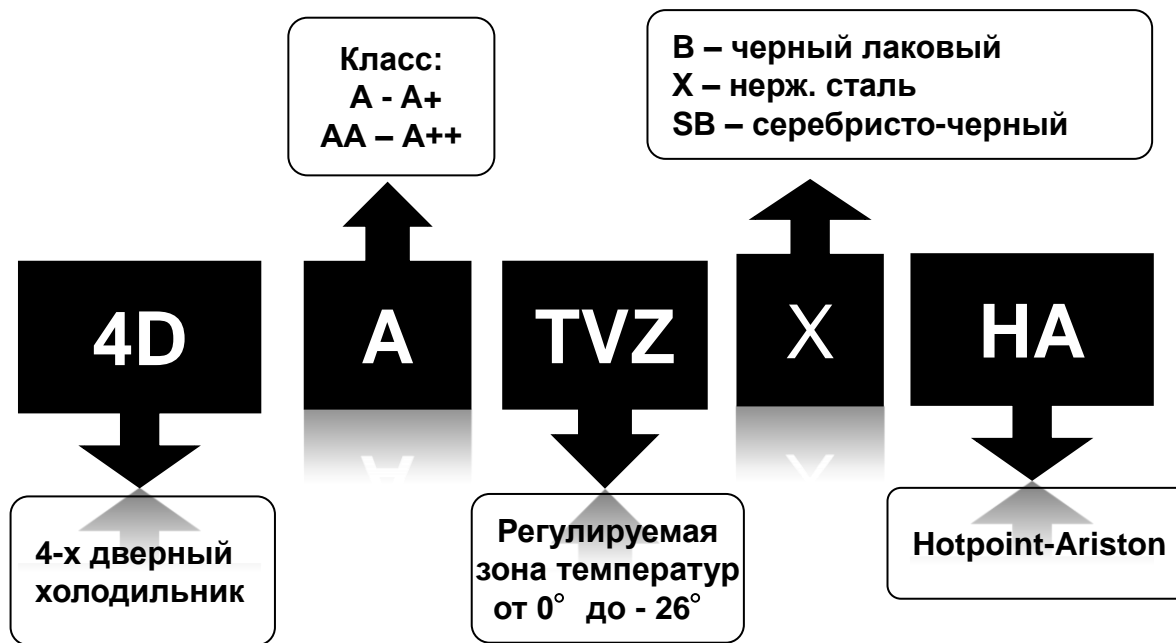 Класс:
A - A+
AA – A++
B – черный лаковый
X – нерж. сталь
SB – серебристо-черный
4D
A
TVZ
X
HA
4-х дверный
холодильник
Регулируемая
зона температур
от 0° до - 26°
Hotpoint-Ariston